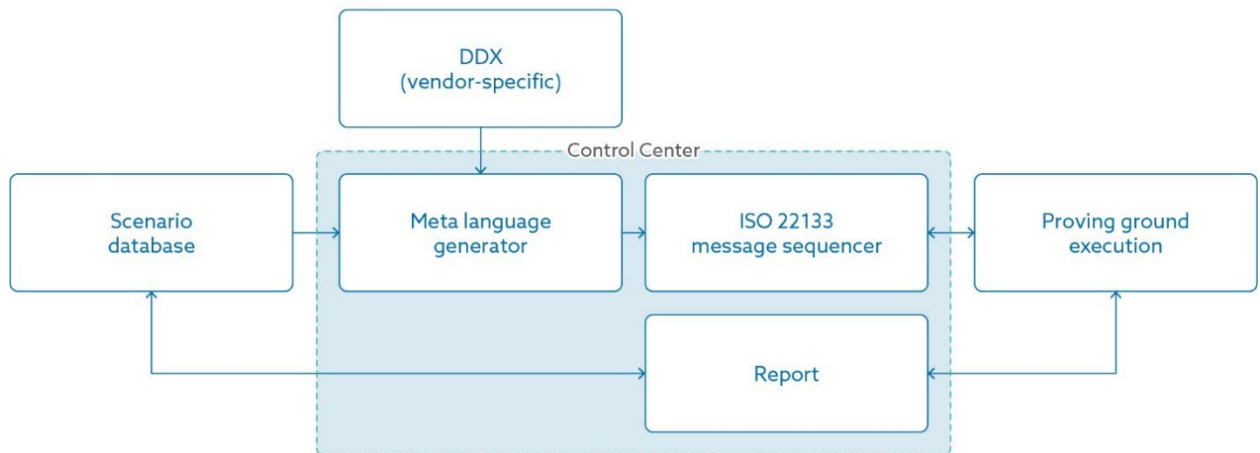 DDX
(vendor-specific)
Control Center
Scenario
database
Meta language
generator
ISO 22133
message sequencer
Proving ground
execution
Report